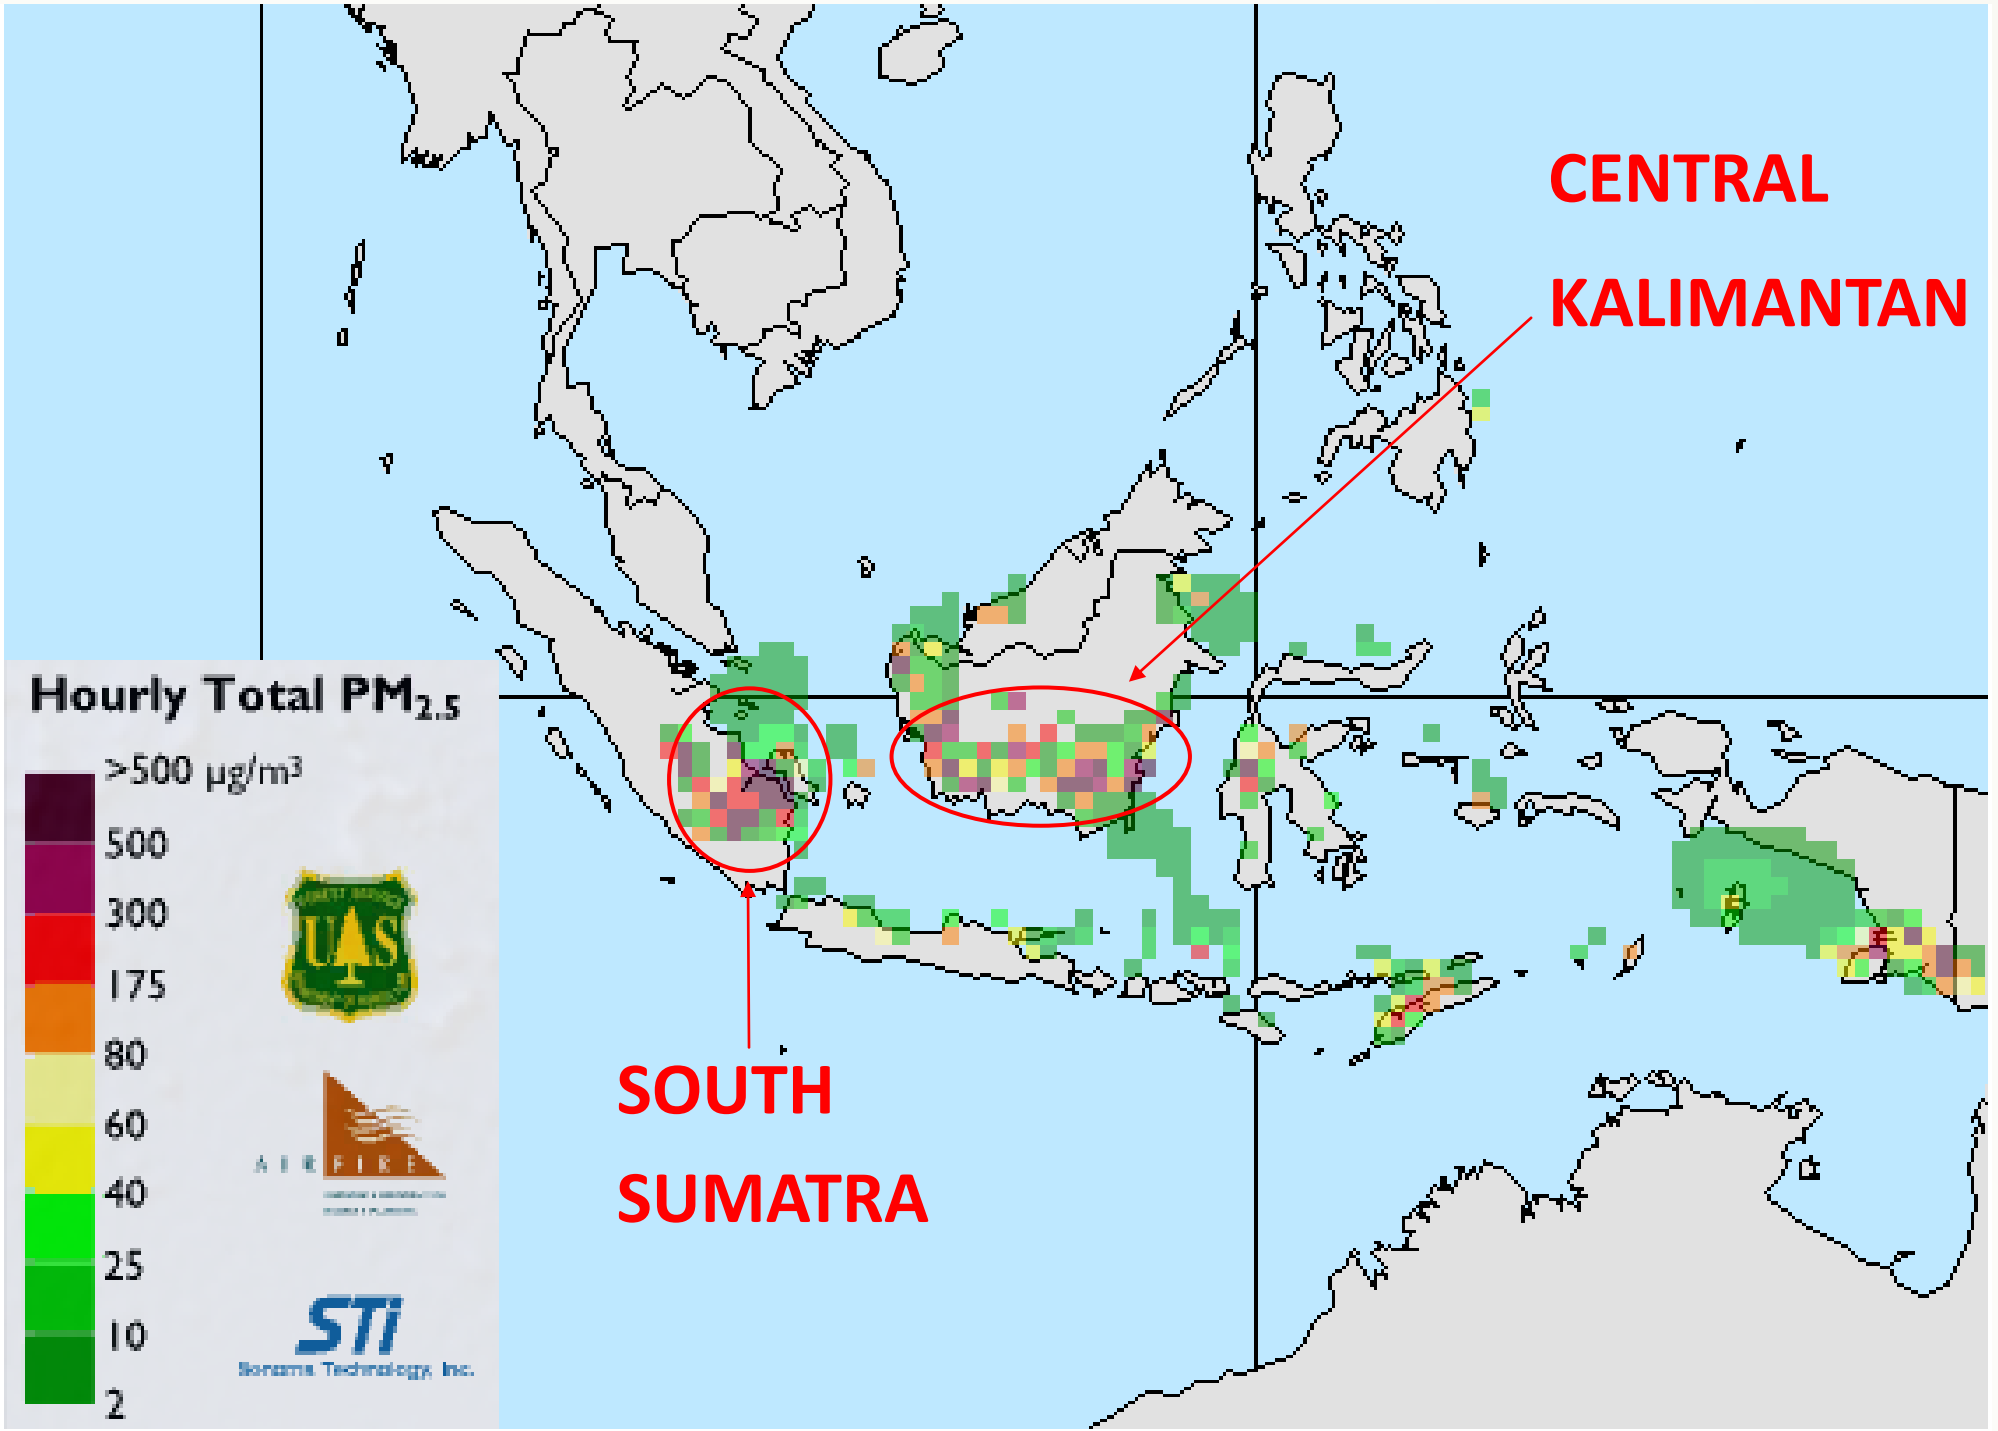 CENTRAL
KALIMANTAN
Hourly Total PM2.5
>500 µg/m3
500
300
175
80
60
40
25
10
2
UAS
AIRFIRE
STi
Sonoma Technology, Inc.
SOUTH
SUMATRA